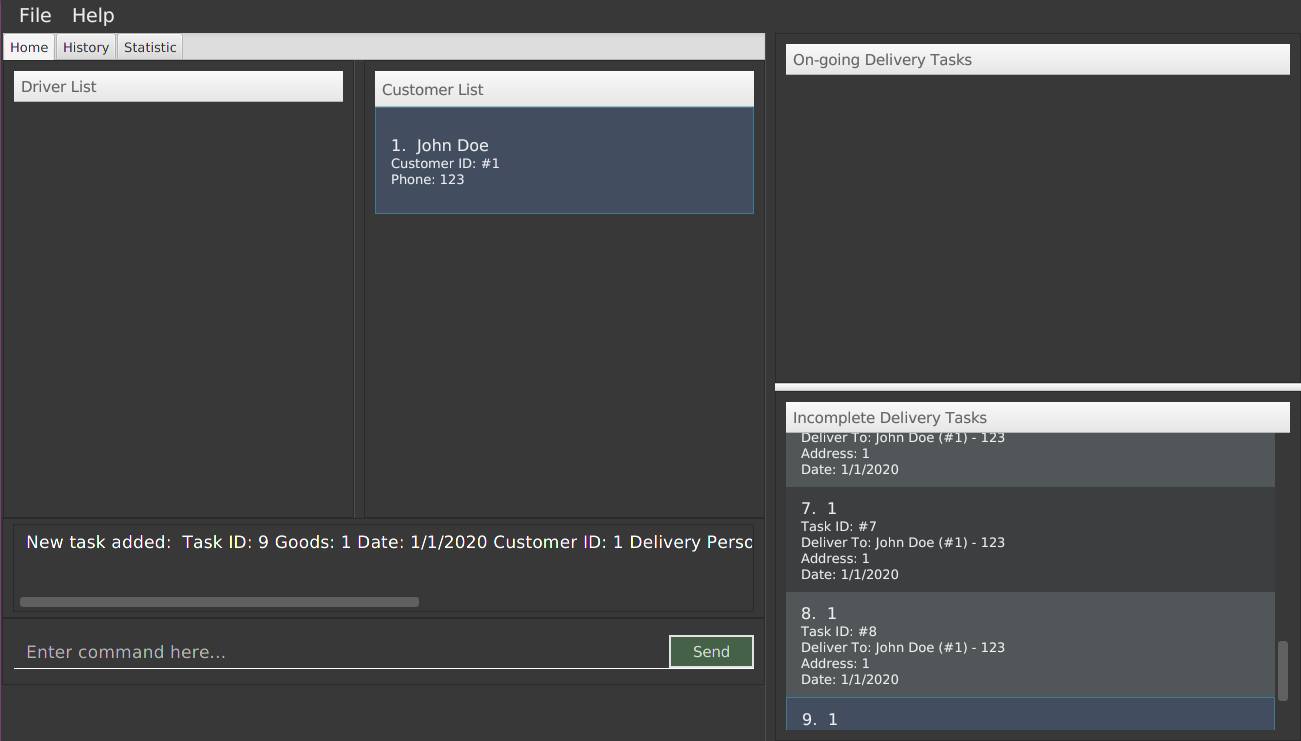 File Help
Home History Statistic
Driver List
Customer List
1. John Doe
Customer ID: #1
Phone: 123
New task added: Task ID: 9 Goods: 1 Date: 1/1/2020 Customer ID: 1 Delivery Perso
Enter command here...
Send
On-going Delivery Tasks
Incomplete Delivery Tasks
Deliver To: John Doe (#1) - 123
Address: 1
Date: 1/1/2020
7. 1
Task ID: #7
Deliver To: John Doe (#1) - 123
Address: 1
Date: 1/1/2020
8. 1
Task ID: #8
Deliver To: John Doe (#1) - 123
Address: 1
Date: 1/1/2020
9. 1